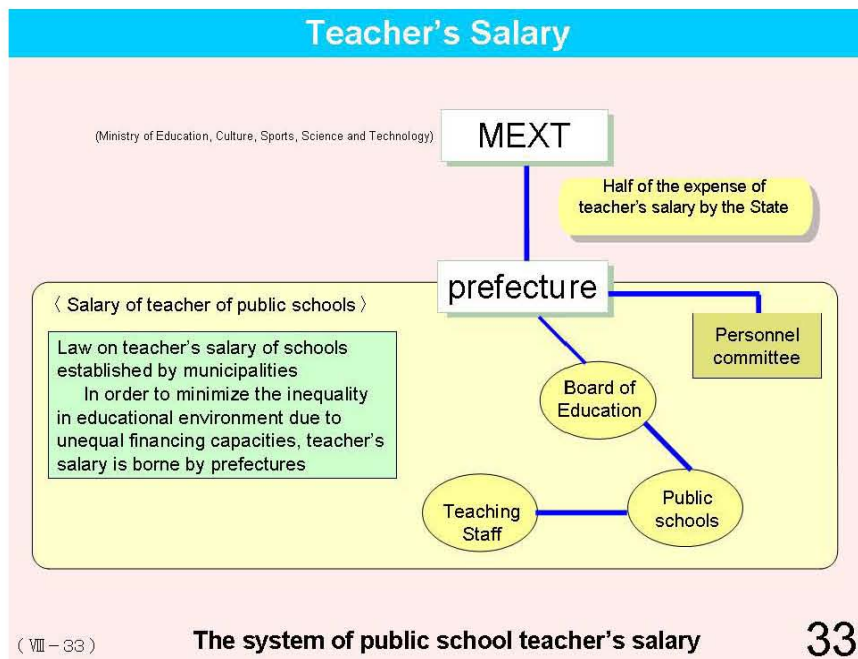 Teacher's Salary
(Ministry of Education, Culture, Sports, Science and Technology)
MEXT
Half of the expense of
teacher's salary by the State
prefecture
〈 Salary of teacher of public schools 〉
Personnel
committee
Law on teacher's salary of schools
established by municipalities
In order to minimize the inequality
in educational environment due to
unequal financing capacities, teacher's
salary is borne by prefectures
Board of
Education
Public
schools
Teaching
Staff
(Ⅷ-33)
The system of public school teacher's salary
33